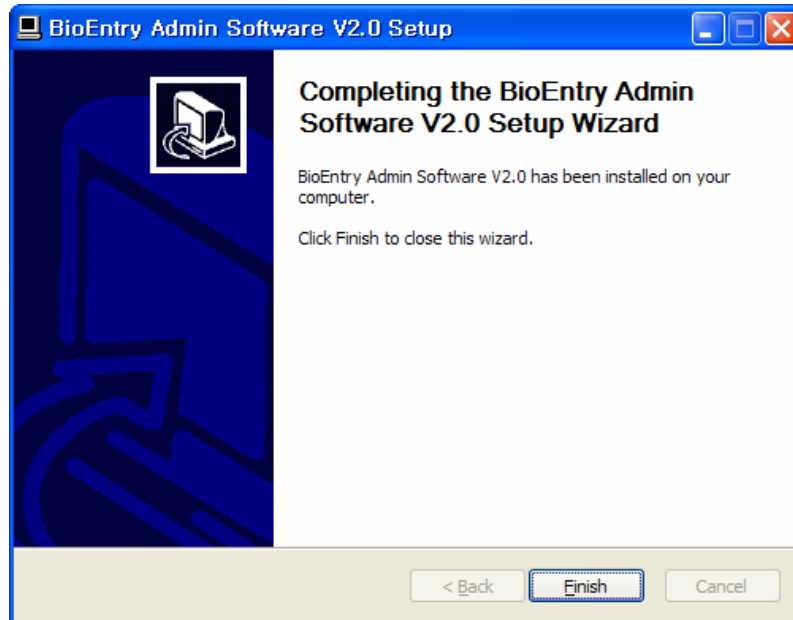 BioEntry Admin Software V2.0 Setup
Completing the BioEntry Admin
Software V2.0 Setup Wizard
BioEntry Admin Software V2.0 has been installed on your
computer.
Click Finish to close this wizard.
< Back Finish Cancel